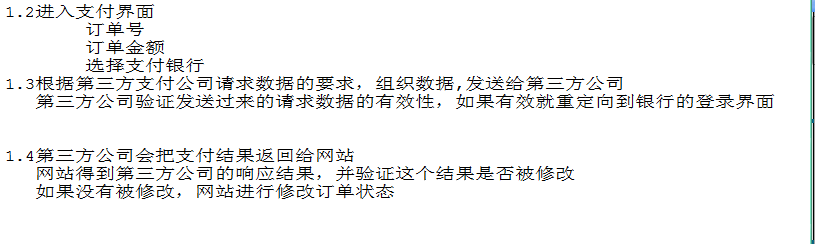 1.2进入支付界面
订单号
订单金额
选择支付银行
1.3根据第三方支付公司请求数据的要求，组织数据,发送给第三方公司
第三方公司验证发送过来的请求数据的有效性，如果有效就重定向到银行的登录界面
1.4第三方公司会把支付结果返回给网站
网站得到第三方公司的响应结果，并验证这个结果是否被修改
如果没有被修改，网站进行修改订单状态